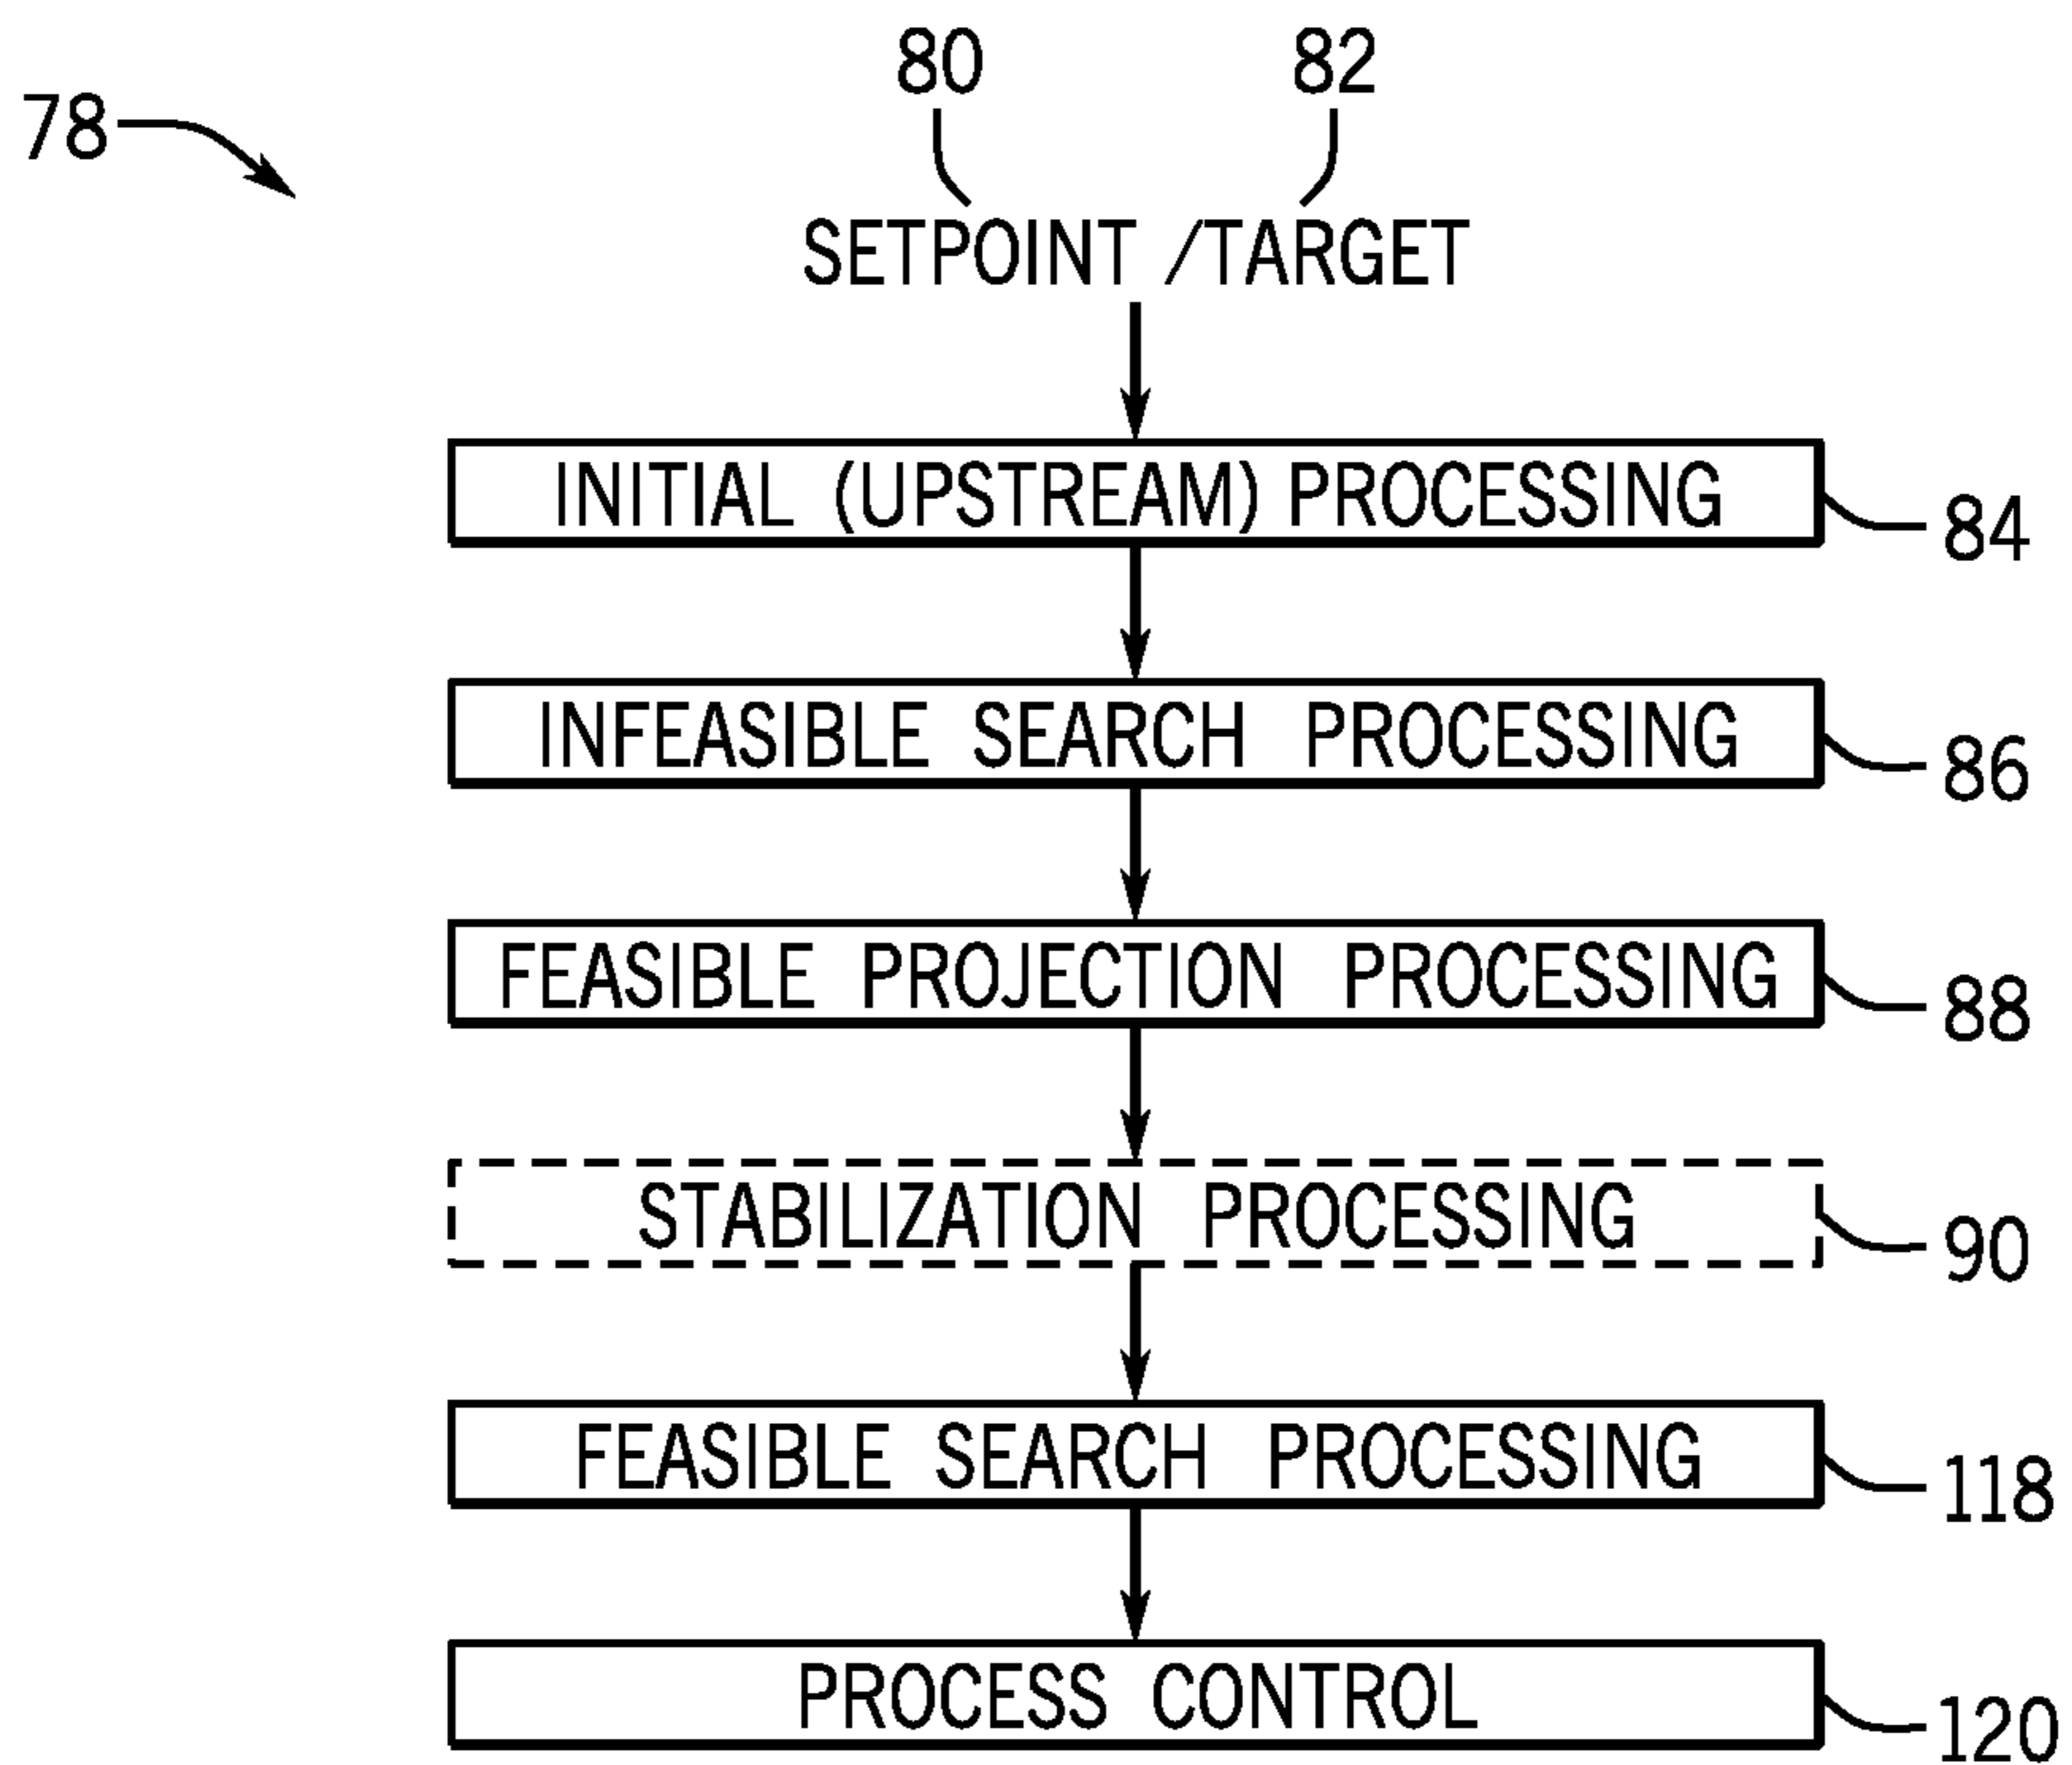 80 82
78
SETPOINT /TARGET
INITIAL (UPSTREAM) PROCESSING
84
INFEASIBLE SEARCH PROCESSING
86
FEASIBLE PROJECTION PROCESSING
88
STABILIZATION PROCESSING
90
FEASIBLE SEARCH PROCESSING
118
PROCESS CONTROL
120